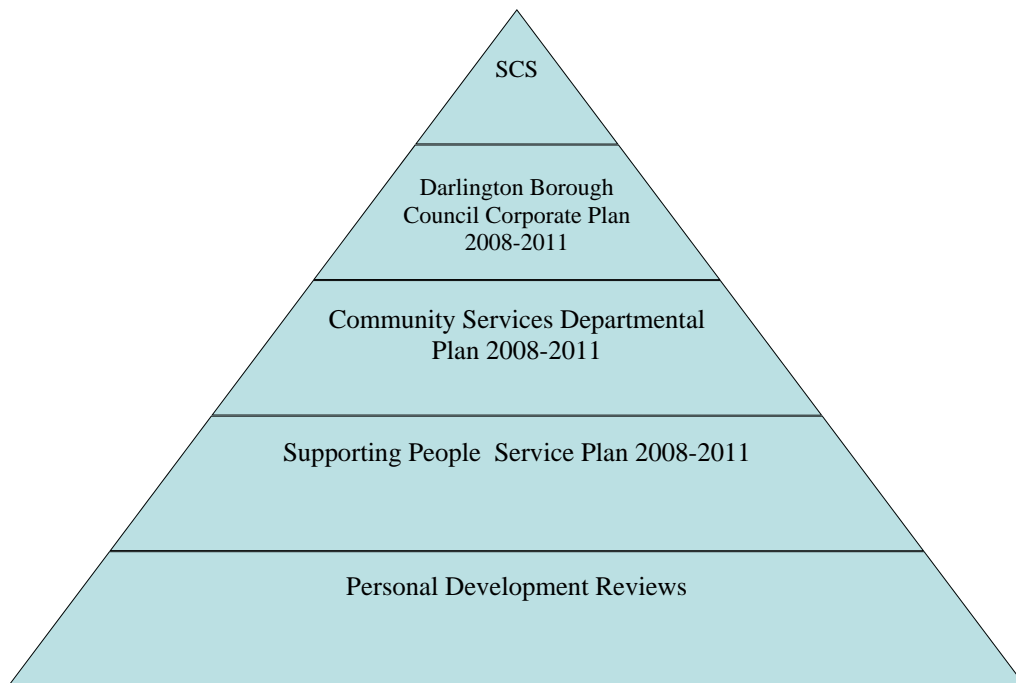 SCS
Darlington Borough
Council Corporate Plan
2008-2011
Community Services Departmental
Plan 2008-2011
Supporting People  Service Plan 2008-2011
Personal Development Reviews